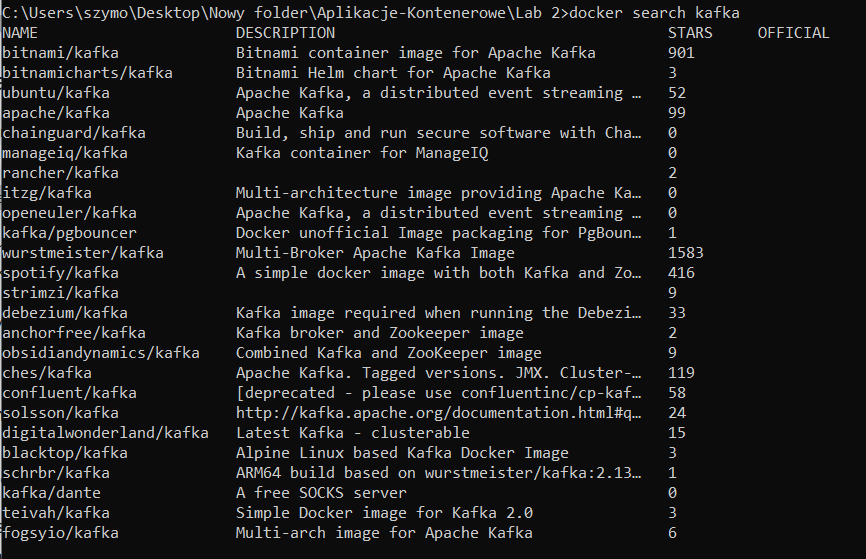 C:\Users\szymo\Desktop\Nowy folder\Aplikacje-Kontenerowe\Lab 2>docker search kafka
NAME DESCRIPTION STARS OFFICIAL
bitnami/kafka Bitnami container image for Apache Kafka 901
bitnamicharts/kafka Bitnami Helm chart for Apache Kafka 3
ubuntu/kafka Apache Kafka, a distributed event streaming … 52
apache/kafka Apache Kafka 99
chainguard/kafka Build, ship and run secure software with Cha… 0
manageiq/kafka Kafka container for ManageIQ 0
rancher/kafka 2
itzg/kafka Multi-architecture image providing Apache Ka… 0
openeuler/kafka Apache Kafka, a distributed event streaming … 0
kafka/pgbouncer Docker unofficial Image packaging for PgBoun… 1
wurstmeister/kafka Multi-Broker Apache Kafka Image 1583
spotify/kafka A simple docker image with both Kafka and Zo… 416
strimzi/kafka 9
debezium/kafka Kafka image required when running the Debezi… 33
anchorfree/kafka Kafka broker and Zookeeper image 2
obsidiandynamics/kafka Combined Kafka and ZooKeeper image 9
ches/kafka Apache Kafka. Tagged versions. JMX. Cluster-… 119
confluent/kafka [deprecated - please use confluentinc/cp-kaf… 58
solsson/kafka http://kafka.apache.org/documentation.html#q… 24
digitalwonderland/kafka Latest Kafka - clusterable 15
blacktop/kafka Alpine Linux based Kafka Docker Image 3
schrbr/kafka ARM64 build based on wurstmeister/kafka:2.13… 1
kafka/dante A free SOCKS server 0
teivah/kafka Simple Docker image for Kafka 2.0 3
fogsyio/kafka Multi-arch image for Apache Kafka 6